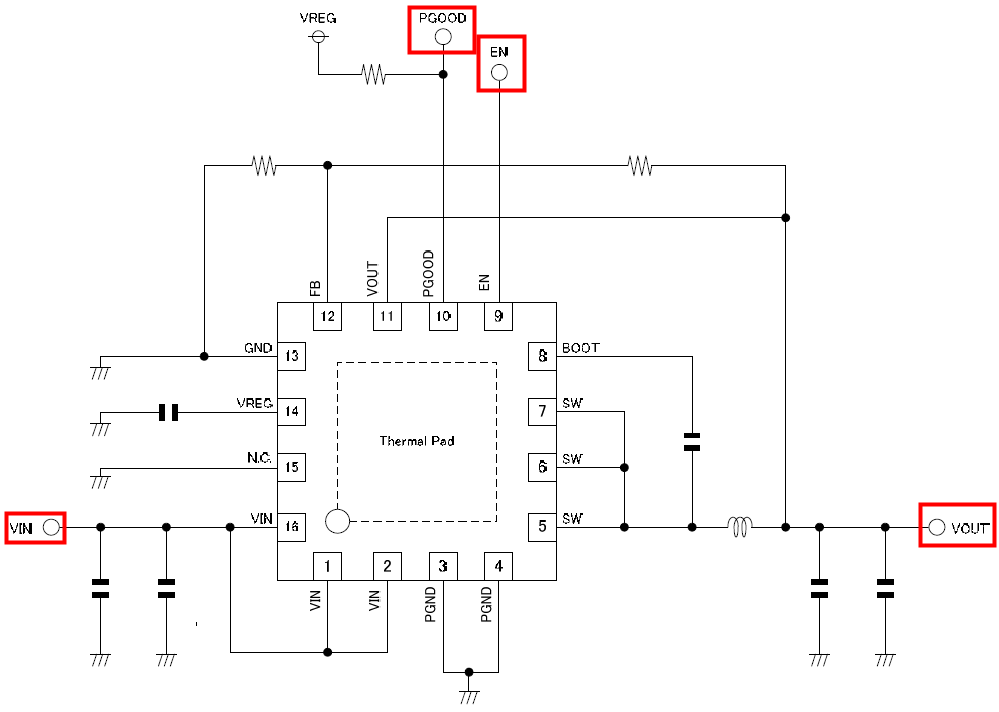 VREG
PGOOD
EN
FB
VOUT
PGOOD
EN
12
11
10
9
GND
13
8
BOOT
VREG
14
7
SW
Thermal Pad
N.C.
15
6
SW
VIN
VIN
16
5
SW
VOUT
1
2
3
4
VIN
VIN
PGND
PGND